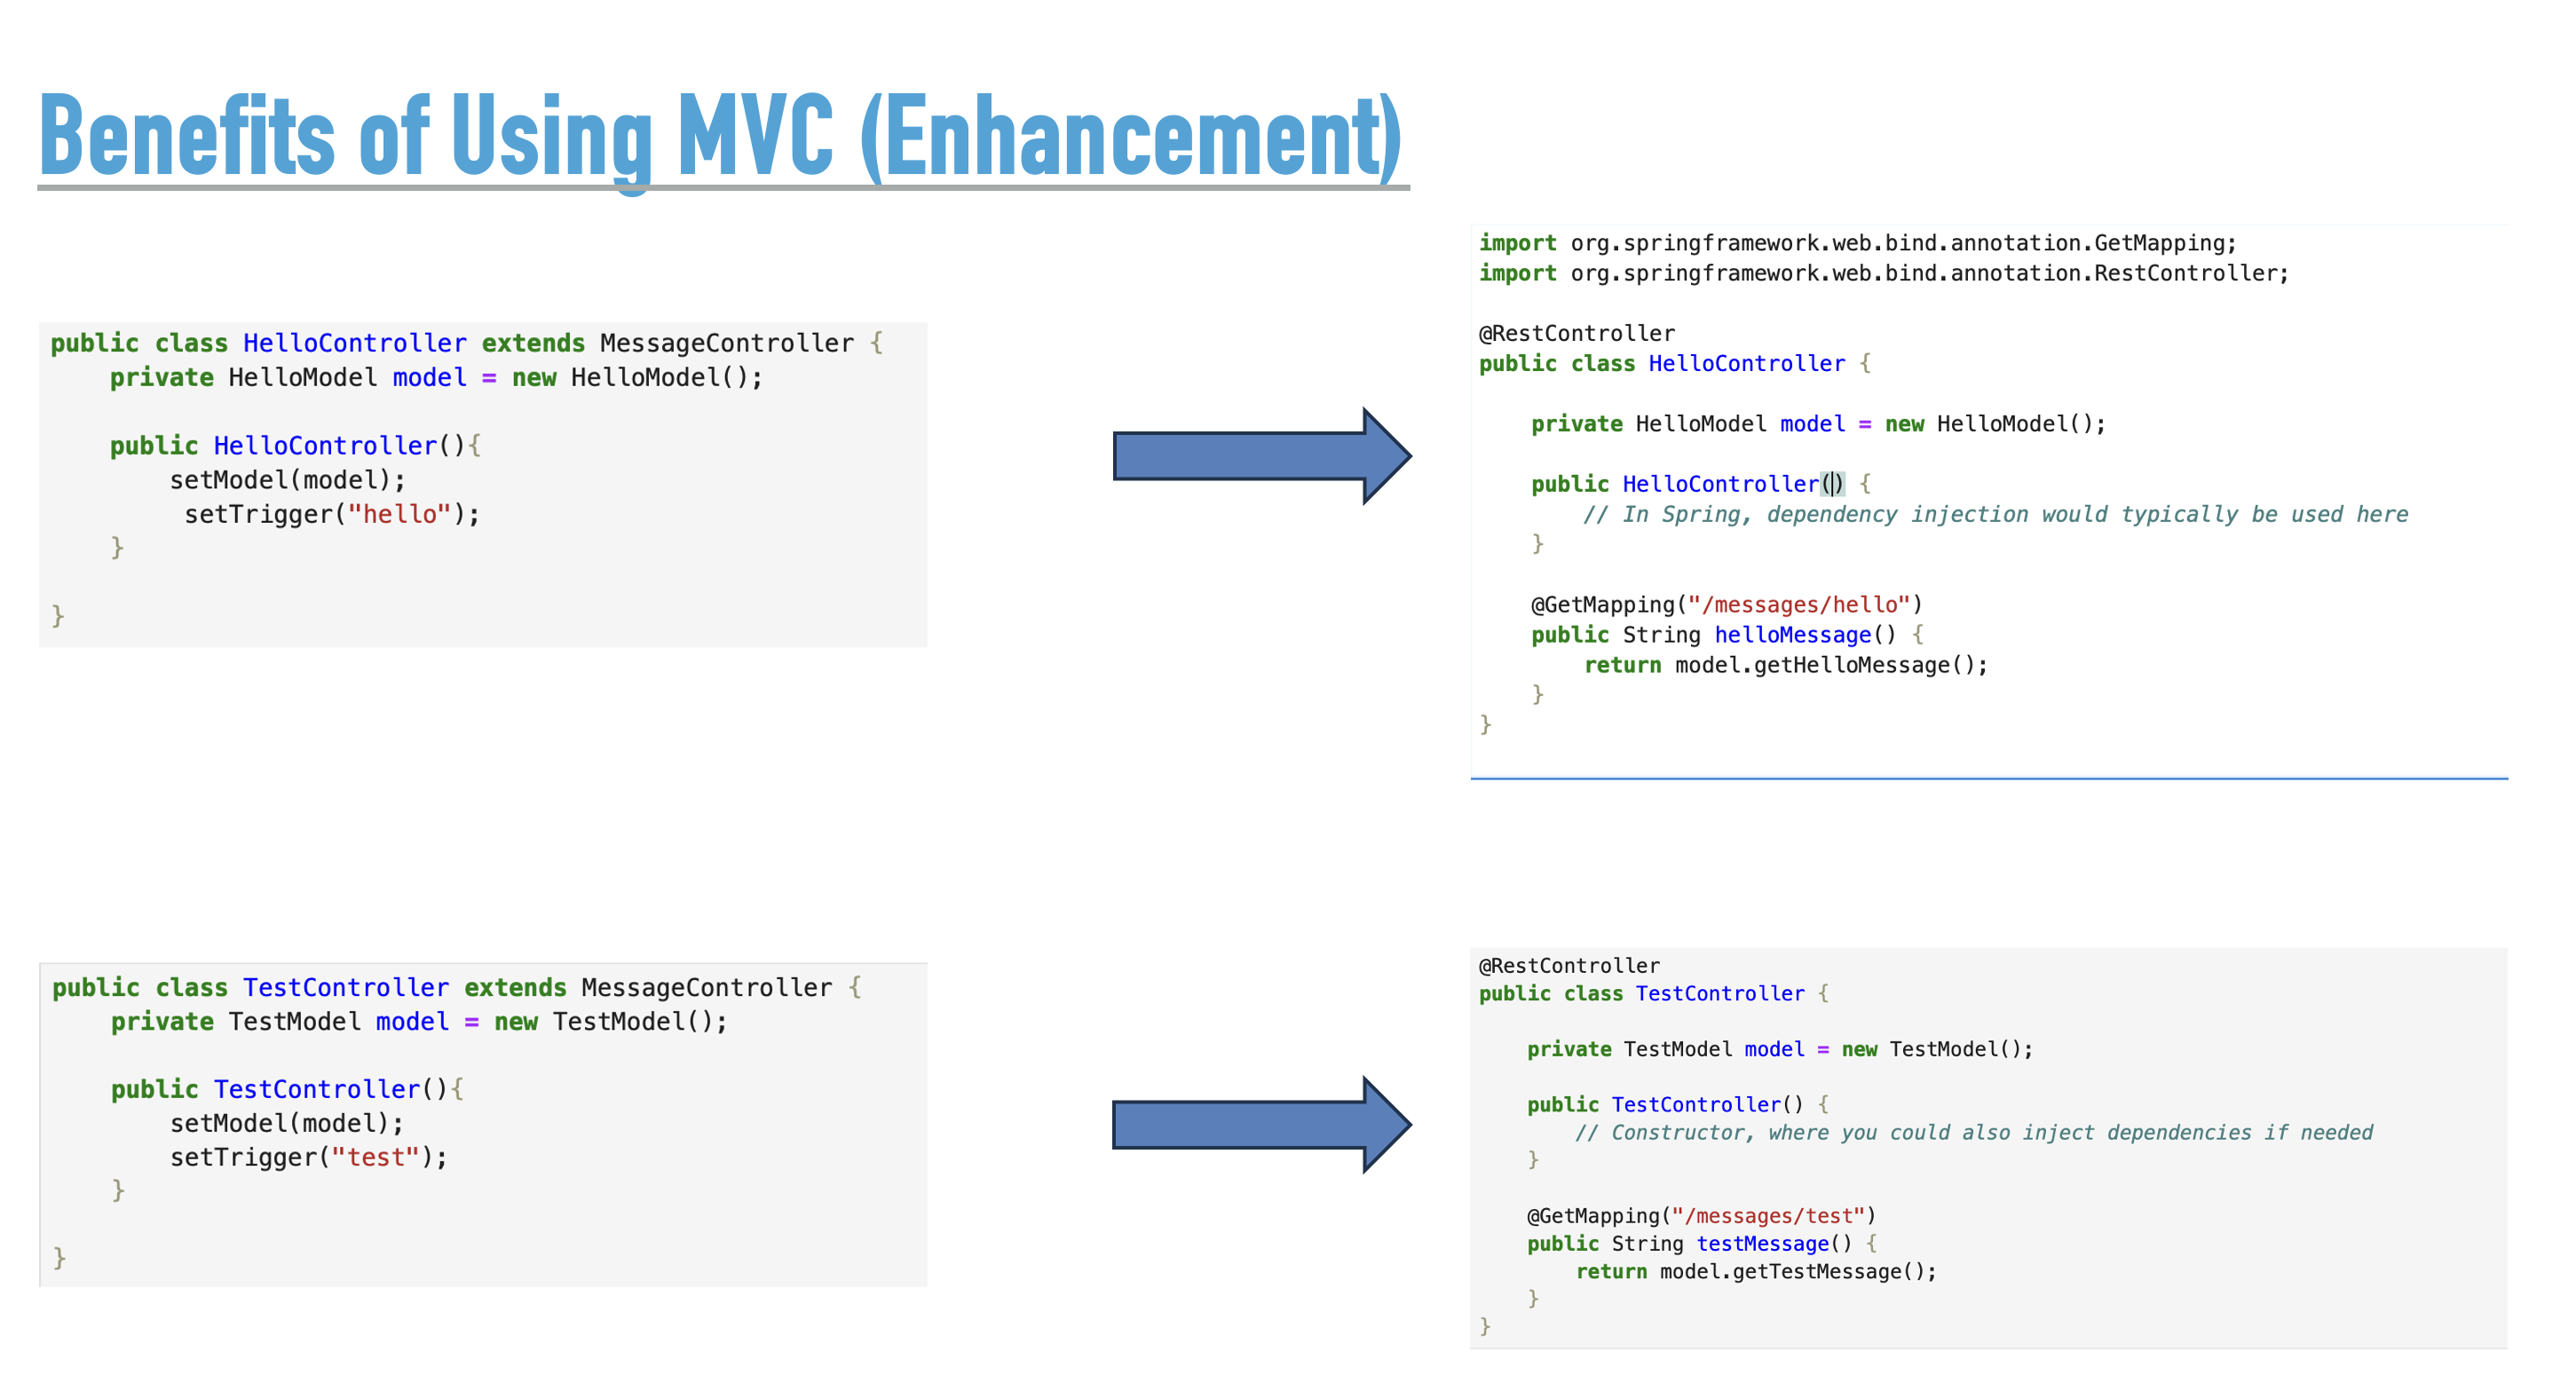 Benefits of Using MVC (Enhancement)
public class HelloController extends MessageController {
    private HelloModel model = new HelloModel();
    public HelloController(){
        setModel(model);
         setTrigger("hello");
    }
}
import org.springframework.web.bind.annotation.GetMapping;
import org.springframework.web.bind.annotation.RestController;
@RestController
public class HelloController {
    private HelloModel model = new HelloModel();
    public HelloController() {
        // In Spring, dependency injection would typically be used here
    }
    @GetMapping("/messages/hello")
    public String helloMessage() {
        return model.getHelloMessage();
    }
}
public class TestController extends MessageController {
    private TestModel model = new TestModel();
    public TestController(){
        setModel(model);
        setTrigger("test");
    }
}
@RestController
public class TestController {
    private TestModel model = new TestModel();
    public TestController() {
        // Constructor, where you could also inject dependencies if needed
    }
    @GetMapping("/messages/test")
    public String testMessage() {
        return model.getTestMessage();
    }
}